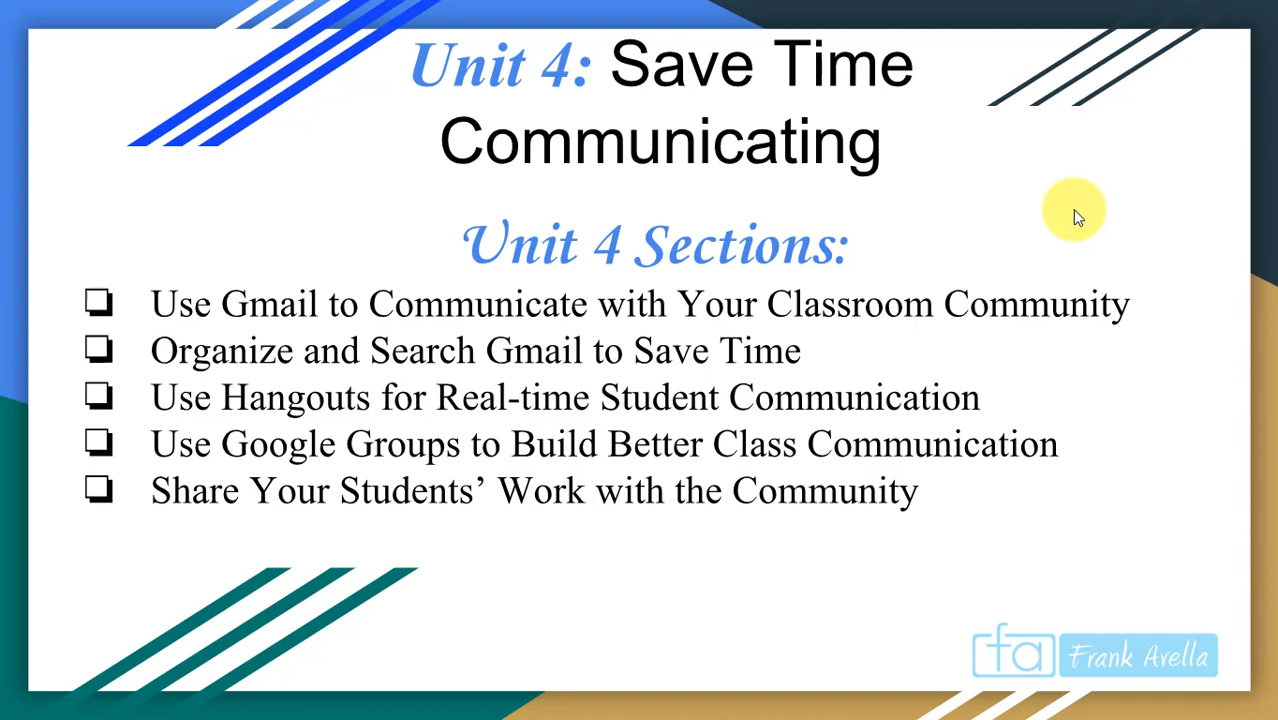 Unit 4: Save Time
Communicating
Unit 4 Sections:
❏ Use Gmail to Communicate with Your Classroom Community
❏ Organize and Search Gmail to Save Time
❏ Use Hangouts for Real-time Student Communication
❏ Use Google Groups to Build Better Class Communication
❏ Share Your Students’ Work with the Community
fa Frank Avella